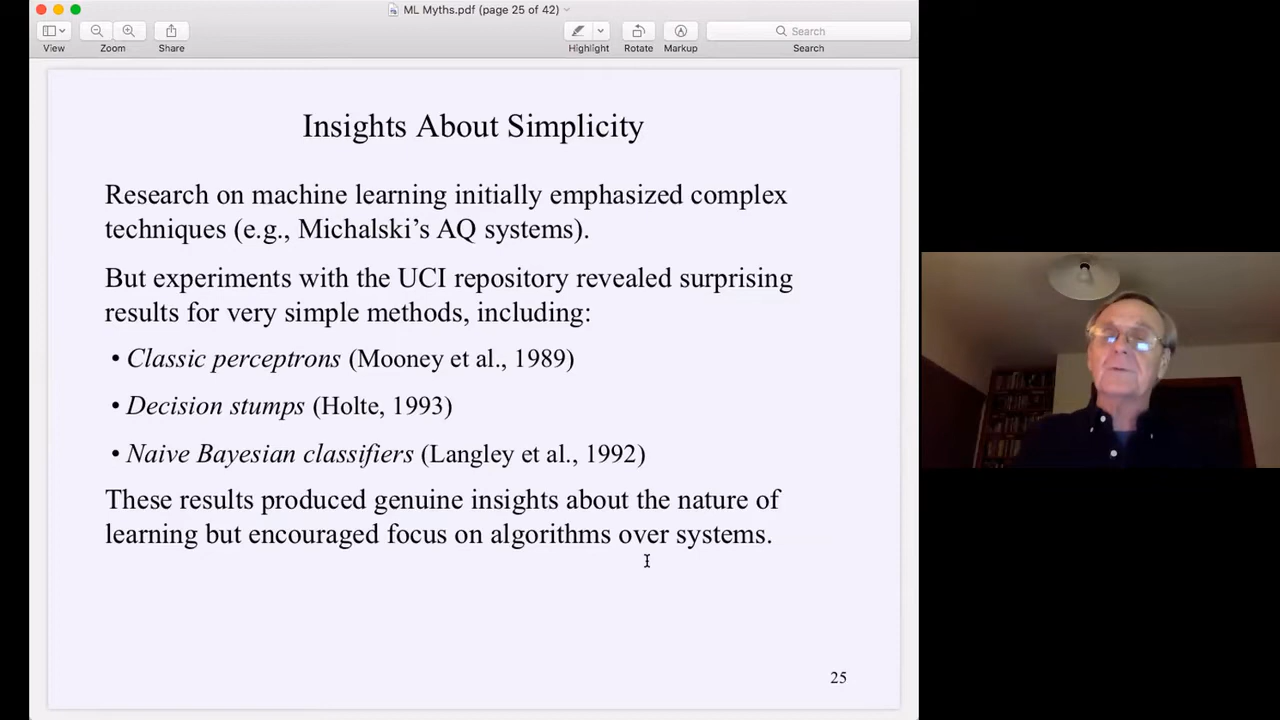 ML Myths.pdf (page 25 of 42)
View
Zoom
Share
Highlight
Rotate
Markup
Search
Search
Insights About Simplicity
Research on machine learning initially emphasized complex
techniques (e.g., Michalski’s AQ systems).
But experiments with the UCI repository revealed surprising
results for very simple methods, including:
• Classic perceptrons (Mooney et al., 1989)
• Decision stumps (Holte, 1993)
• Naive Bayesian classifiers (Langley et al., 1992)
These results produced genuine insights about the nature of
learning but encouraged focus on algorithms over systems.
25